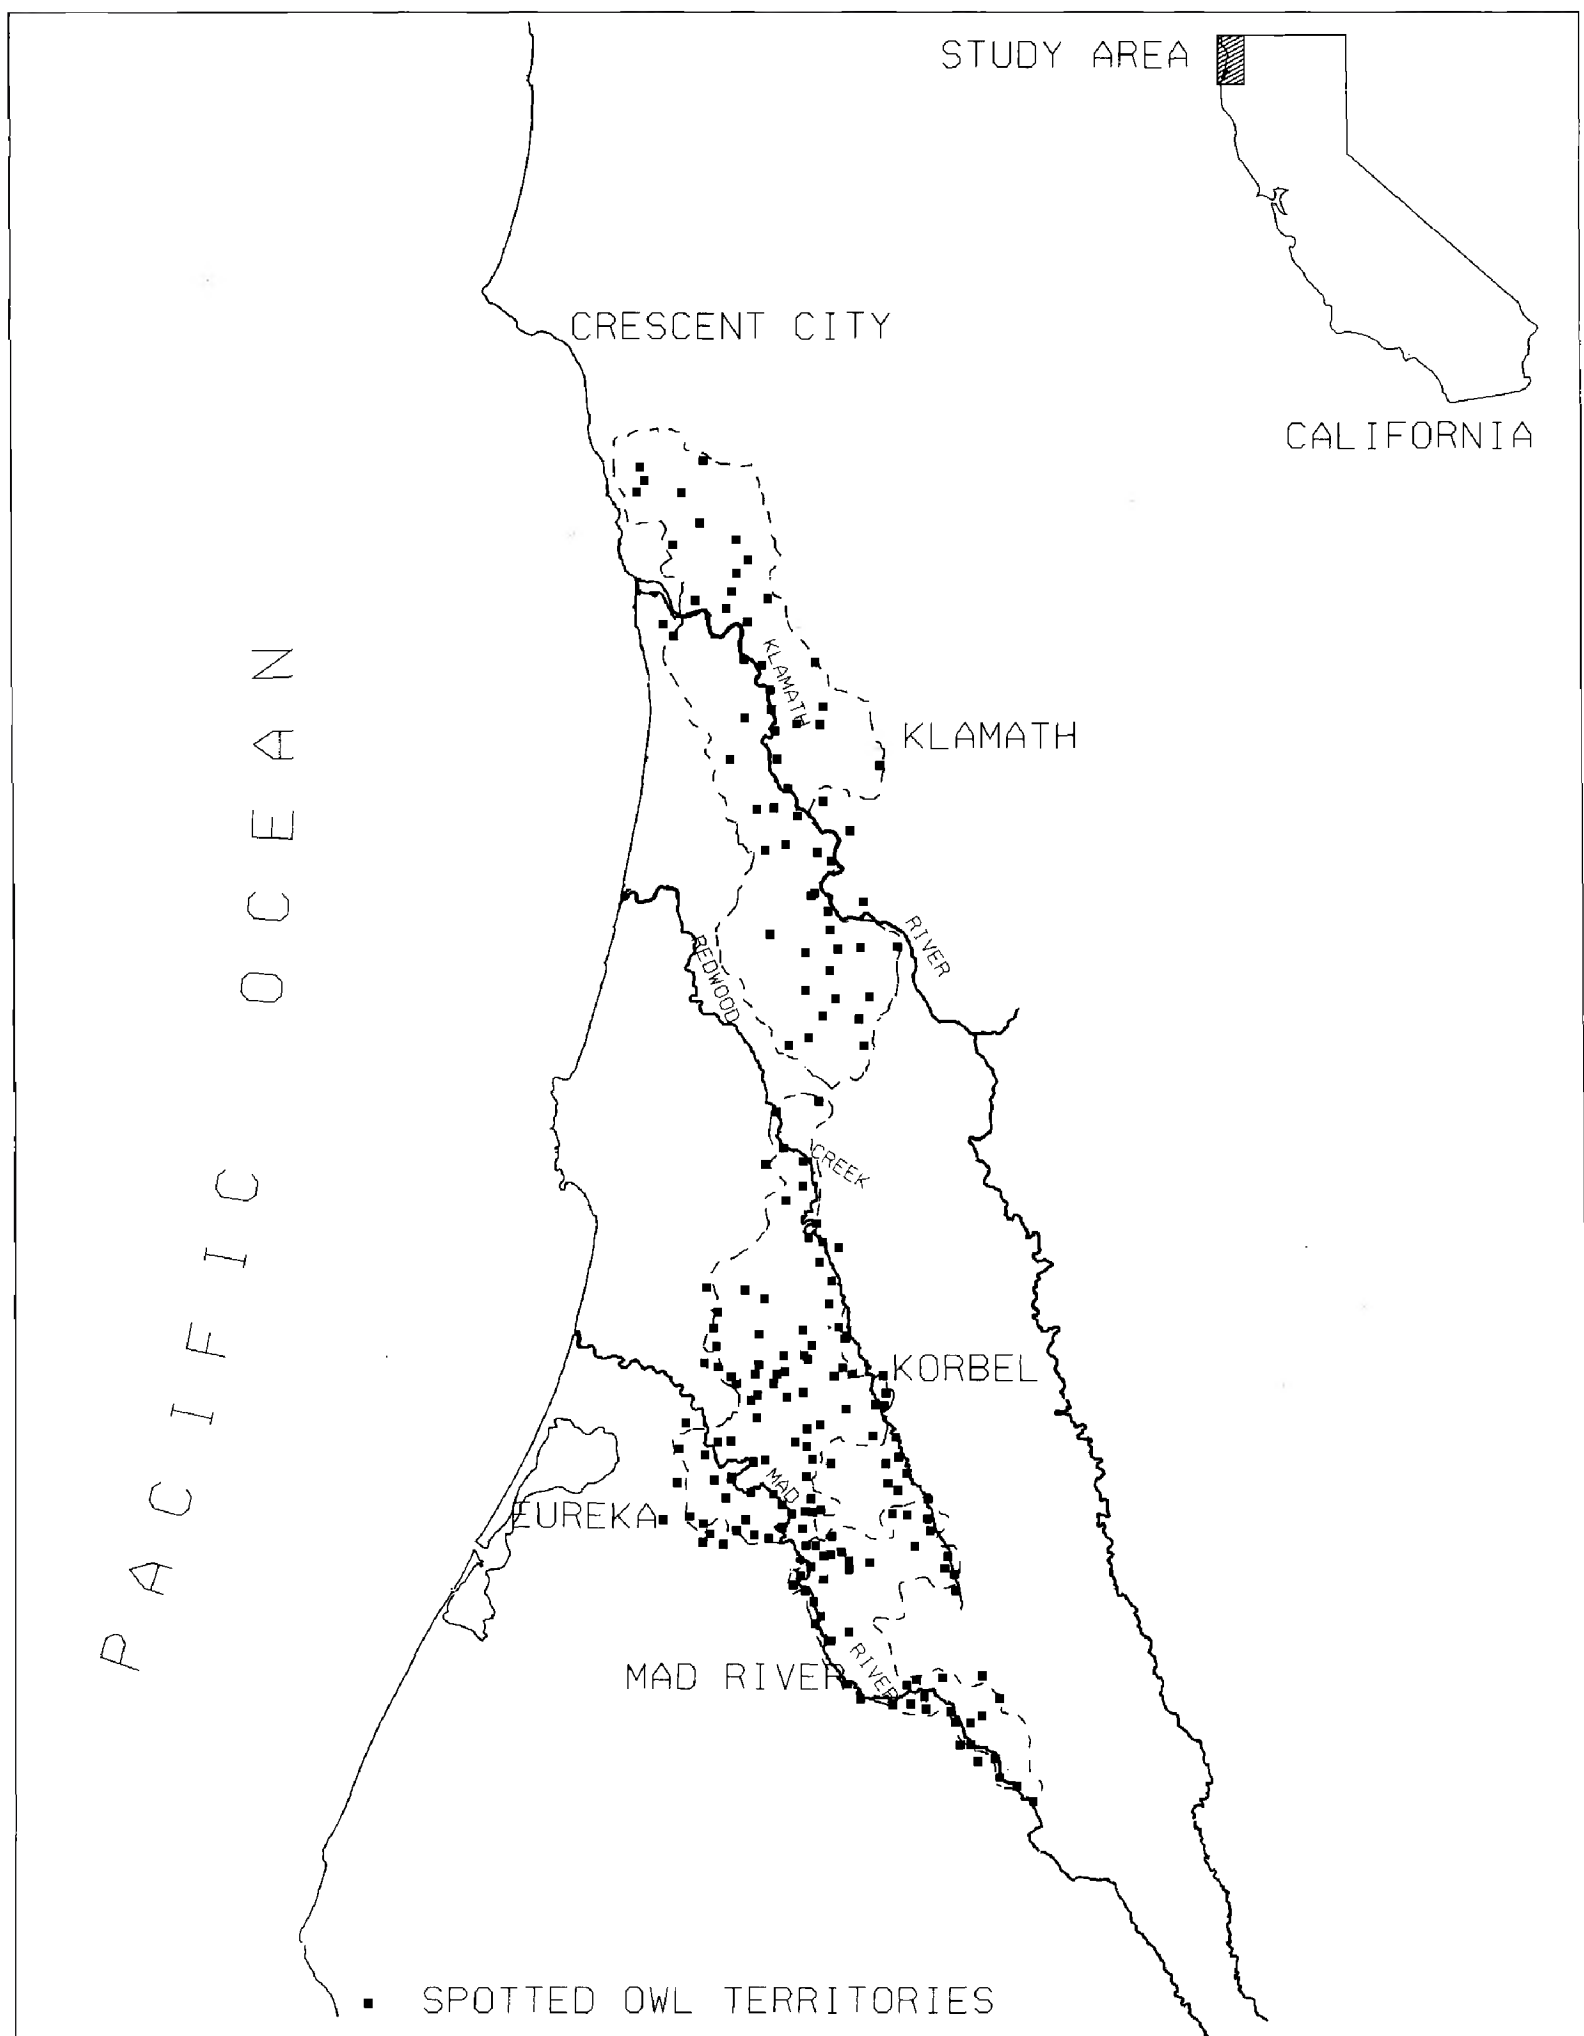 STUDY AREA
CALIFORNIA
CRESCENT CITY
PACIFIC OCEAN
KLAMATH
KLAMATH
RIVER
REDWOOD
CREEK
KORBEL
MAD
EUREKA
MAD RIVER
RIVER
SPOTTED OWL TERRITORIES